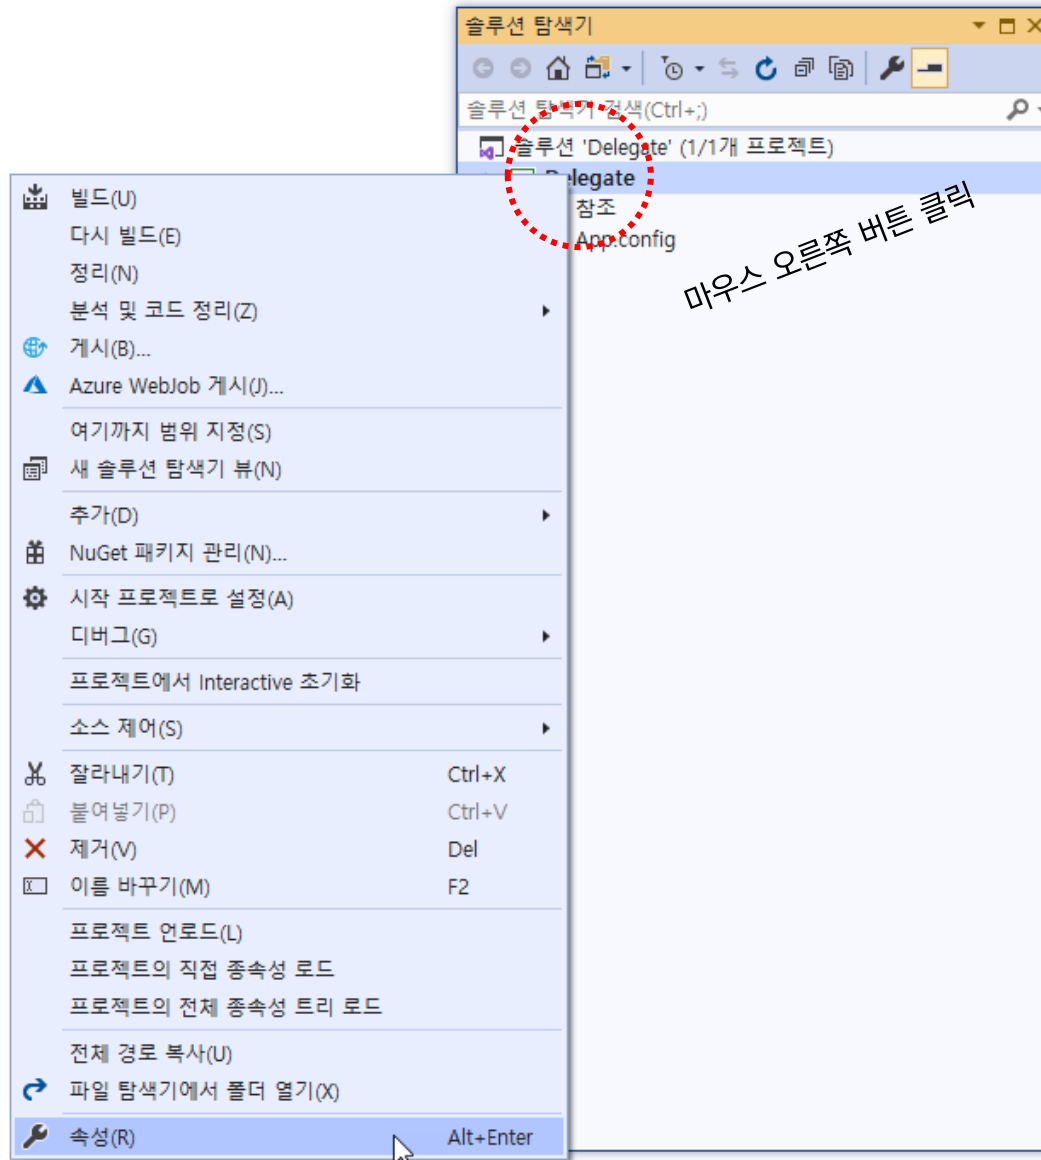 솔루션 탐색기
솔루션 탐색기 검색(Ctrl+;)
솔루션 'Delegate' (1/1개 프로젝트)
Delegate
참조
App.config
마우스 오른쪽 버튼 클릭
빌드(U)
다시 빌드(E)
정리(N)
분석 및 코드 정리(Z)
게시(B)...
Azure WebJob 게시(J)...
여기까지 범위 지정(S)
새 솔루션 탐색기 뷰(N)
추가(D)
NuGet 패키지 관리(N)...
시작 프로젝트로 설정(A)
디버그(G)
프로젝트에서 Interactive 초기화
소스 제어(S)
잘라내기(T) Ctrl+X
붙여넣기(P) Ctrl+V
제거(V) Del
이름 바꾸기(M) F2
프로젝트 언로드(L)
프로젝트의 직접 종속성 로드
프로젝트의 전체 종속성 트리 로드
전체 경로 복사(U)
파일 탐색기에서 폴더 열기(X)
속성(R) Alt+Enter